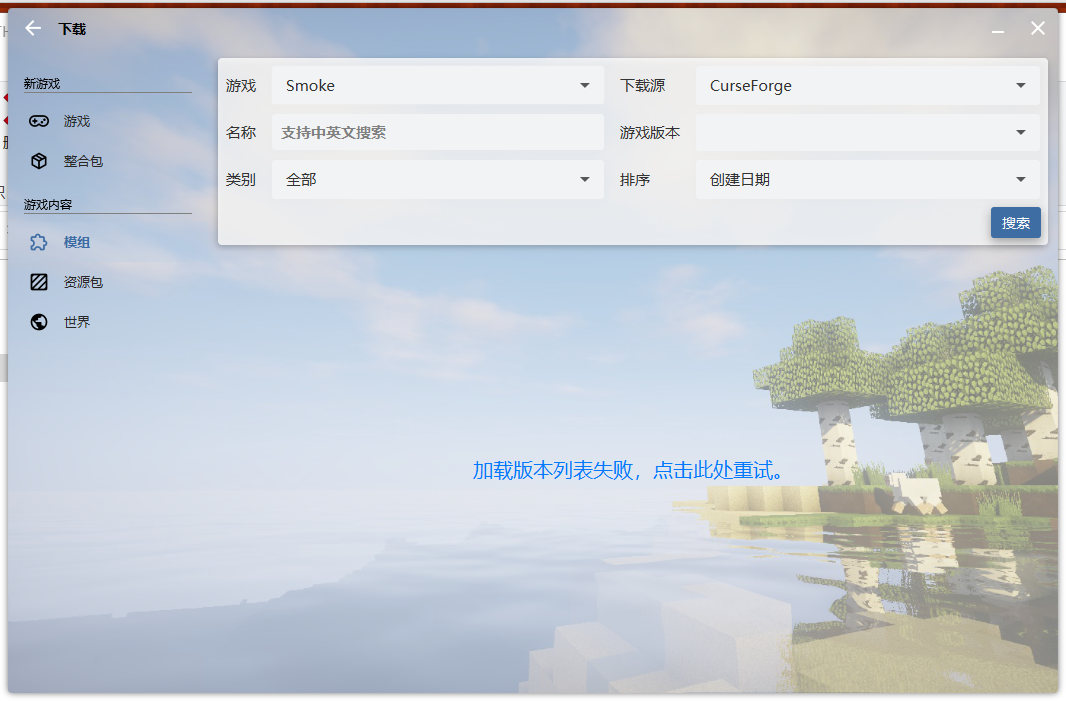 下载
新游戏
游戏
整合包
游戏内容
模组
资源包
世界
游戏 Smoke 下载源 CurseForge
名称 支持中英文搜索 游戏版本
类别 全部 排序 创建日期
搜索
加载版本列表失败，点击此处重试。